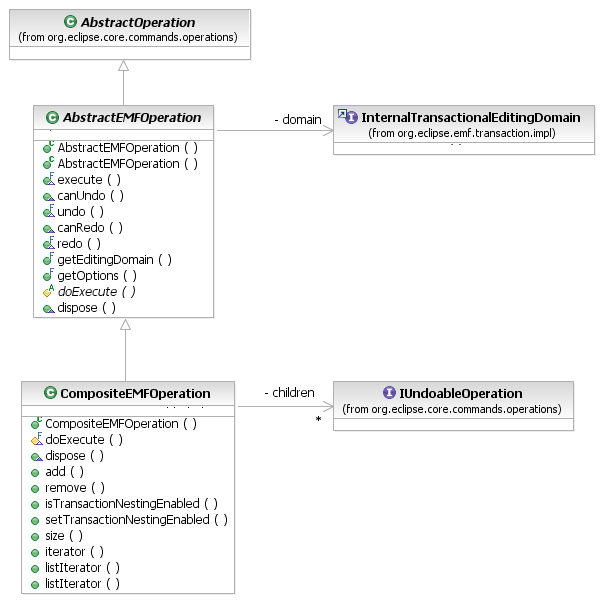 AbstractOperation
(from org.eclipse.core.commands.operations)
AbstractEMFOperation
AbstractEMFOperation ( )
AbstractEMFOperation ( )
execute ( )
canUndo ( )
undo ( )
canRedo ( )
redo ( )
getEditingDomain ( )
getOptions ( )
doExecute ( )
dispose ( )
- domain
InternalTransactionalEditingDomain
(from org.eclipse.emf.transaction.impl)
CompositeEMFOperation
CompositeEMFOperation ( )
doExecute ( )
dispose ( )
add ( )
remove ( )
isTransactionNestingEnabled ( )
setTransactionNestingEnabled ( )
size ( )
iterator ( )
listIterator ( )
listIterator ( )
- children
*
IUndoableOperation
(from org.eclipse.core.commands.operations)